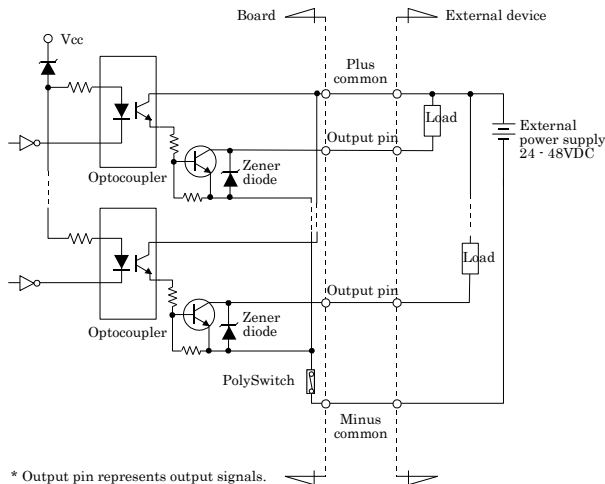 Board
External device
Vcc
Plus
common
Load
Output pin
External
power supply
24 - 48VDC
Optocoupler
Zener
diode
Load
Output pin
Optocoupler
Zener
diode
PolySwitch
Minus
common
* Output pin represents output signals.